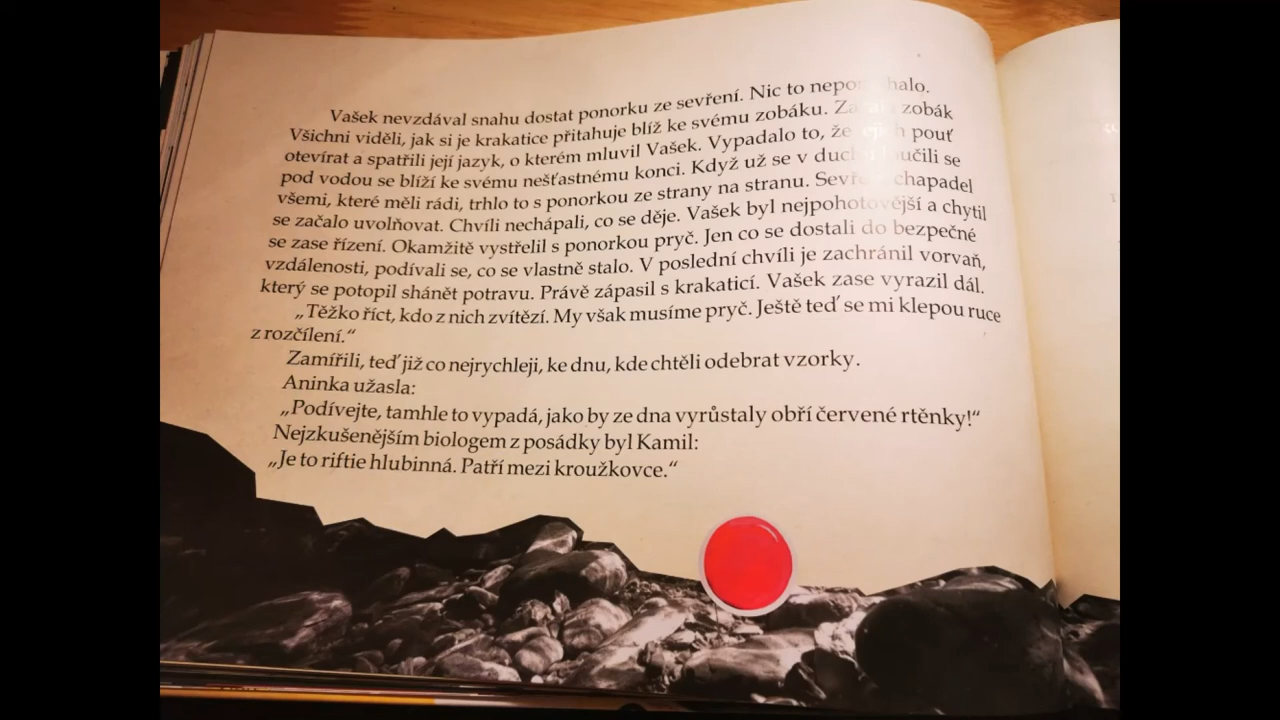 Vašek nevzdával snahu dostat ponorku ze sevření. Nic to
Všichni viděli, jak si je krakatice přitahuje blíž ke svému zobáku. zobák
otevírat a spatřili její jazyk, o kterém mluvil Vašek. Vypadalo to, že pouť
pod vodou se blíží ke svému nešťastnému konci. Když už se v
všemi, které měli rádi, trhlo to s ponorkou ze strany na stranu. chapadel
se začalo uvolňovat. Chvíli nechápali, co se děje. Vašek byl nejpohotovější a chytil
se zase řízení. Okamžitě vystřelil s ponorkou pryč. Jen co se dostali do bezpečné
vzdálenosti, podívali se, co se vlastně stalo. V poslední chvíli je zachránil vorvaň,
který se potopil shánět potravu. Právě zápasil s krakaticí. Vašek zase vyrazil dál.
„Těžko říct, kdo z nich zvítězí. My však musíme pryč. Ještě teď se mi klepou ruce
z rozčílení.“
Zamířili, teď již co nejrychleji, ke dnu, kde chtěli odebrat vzorky.
Aninka užasla:
„Podívejte, tamhle to vypadá, jako by ze dna vyrůstaly obří červené rtěnky!“
Nejzkušenějším biologem z posádky byl Kamil:
„Je to riftie hlubinná. Patří mezi kroužkovce.“